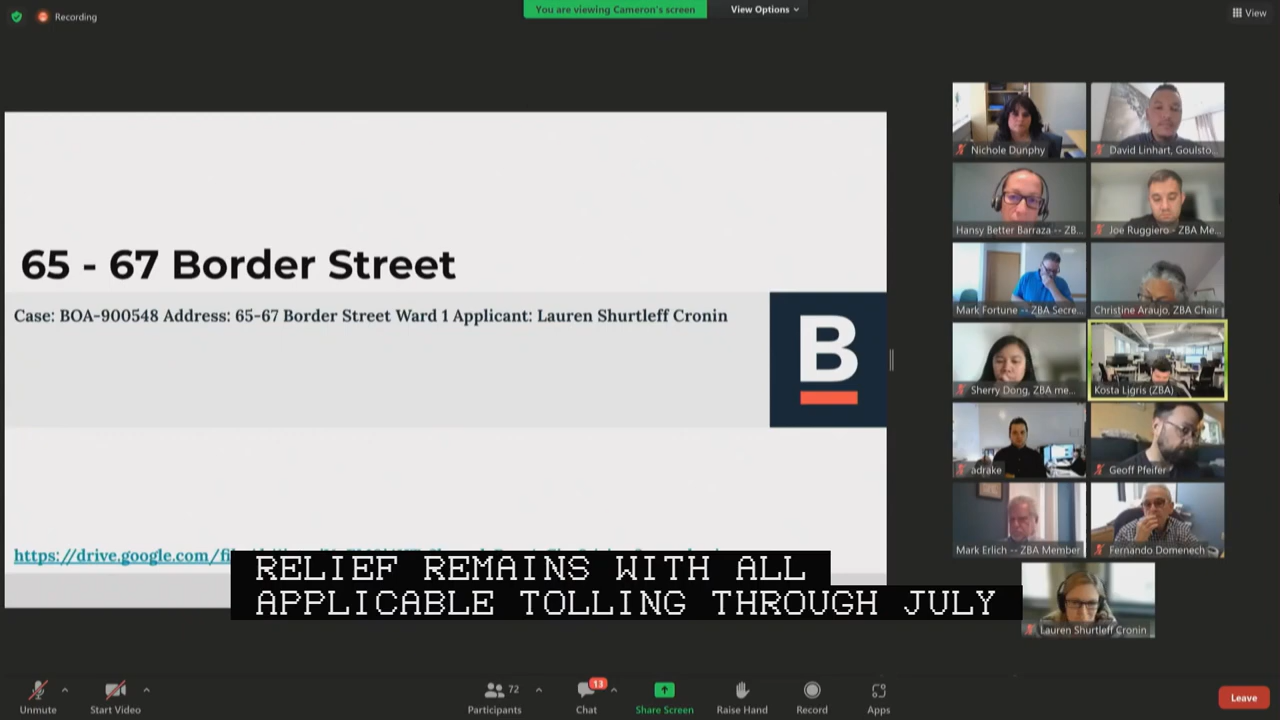 Recording
You are viewing Cameron's screen
View Options
View
65 - 67 Border Street
Case: BOA-900548 Address: 65-67 Border Street Ward 1 Applicant: Lauren Shurtleff Cronin
B
https://drive.google.com/f
RELIEF REMAINS WITH ALL
APPLICABLE TOLLING THROUGH JULY
Nichole Dunphy
David Linhart, Goulsto...
Hansy Better Barraza -- ZB...
Joe Ruggiero - ZBA Me...
Mark Fortune -- ZBA Secre...
Christine Araujo, ZBA Chair
Sherry Dong, ZBA me...
Kosta Ligris (ZBA)
adrake
Geoff Pfeifer
Mark Erlich -- ZBA Member
Fernando Domenech
Lauren Shurtleff Cronin
Unmute
Start Video
72
Participants
13
Chat
Share Screen
Raise Hand
Record
Apps
Leave